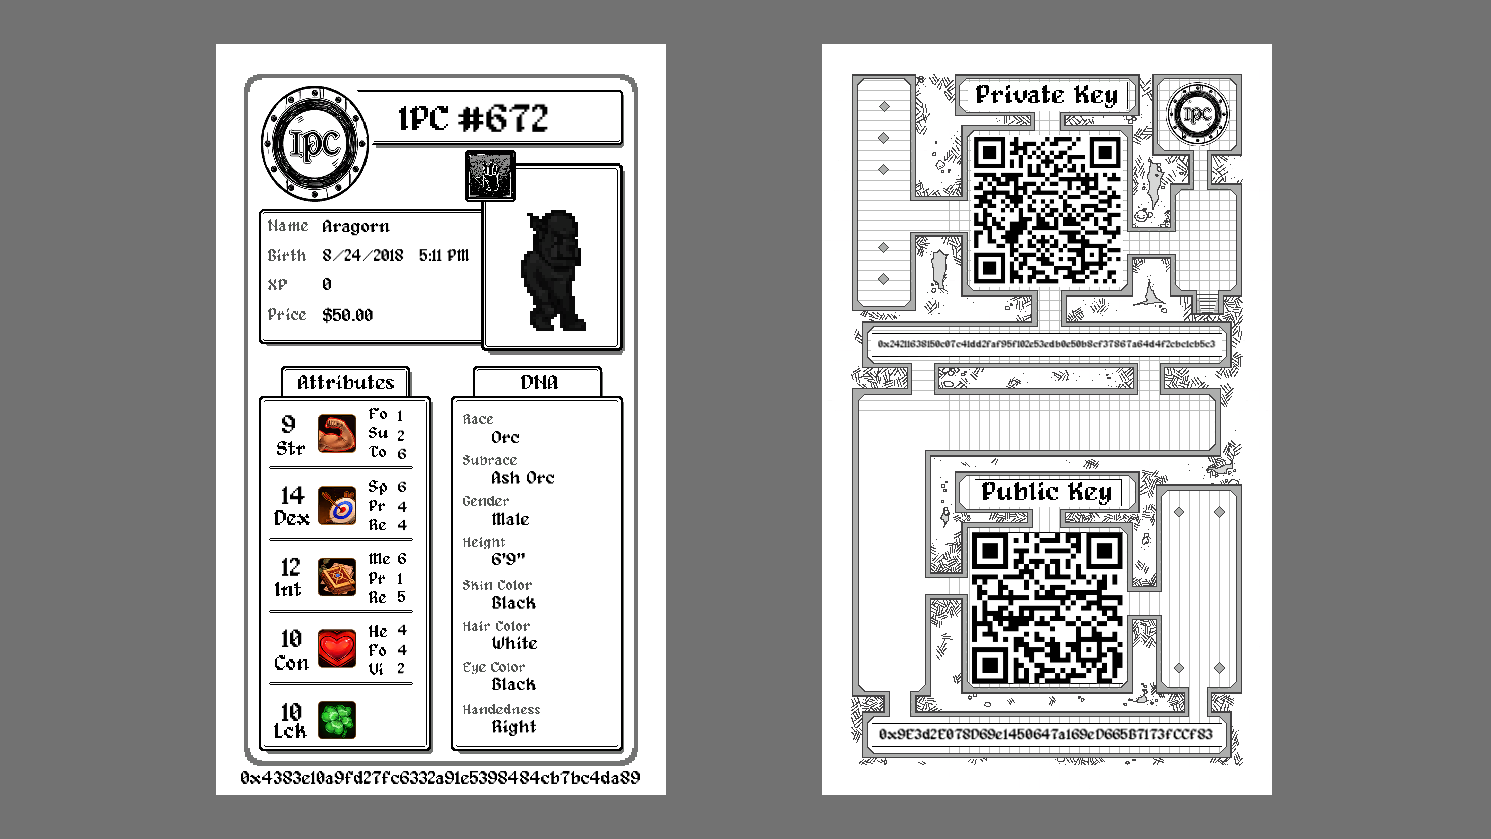 IPC
IPC #672
Name Aragorn
Birth 8/24/2018 5:11 PM
XP 0
Price $50.00
Attributes
9 Str
Fo 1
Su 2
To 6
14 Dex
Sp 6
Pr 4
Re 4
12 Int
Me 6
Pr 1
Re 5
10 Con
He 4
Fo 4
Vi 2
10 Lck
DNA
Race
Orc
Subrace
Ash Orc
Gender
Male
Height
6'9"
Skin Color
Black
Hair Color
White
Eye Color
Black
Handedness
Right
0x4383e10a9fd27fc6332a91e5398484cb7bc4da89
Private Key
IPC
Public Key
0x9E3d2E078D69c1450647a169eD665B7173fCCf83